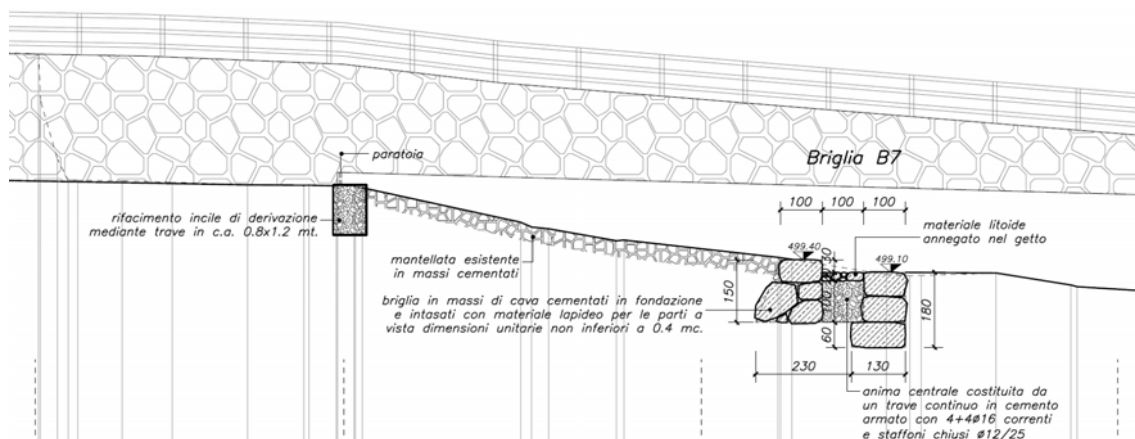 Briglia B7
paratoia
100
100
100
materiale litoide
annegato nel getto
rifacimento incile di derivazione
mediante trave in c.a. 0.8x1.2 mt.
499.40
30
499.10
mantellata esistente
in massi cementati
150
100
180
briglia in massi di cava cementati in fondazione
e intasati con materiale lapideo per le parti a
vista dimensioni unitarie non inferiori a 0.4 mc.
60
230
130
anima centrale costituita da
un trave continuo in cemento
armato con 4+4ø16 correnti
e staffoni chiusi ø12/25